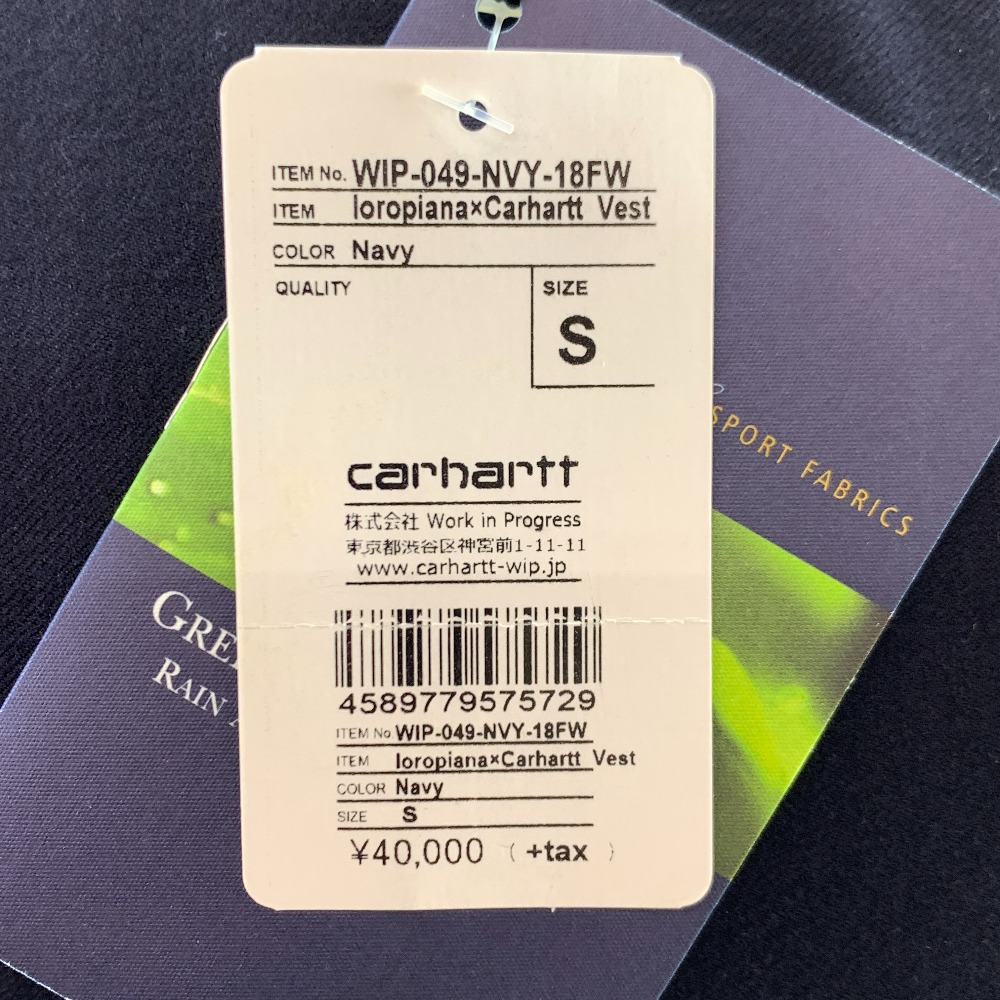 ITEM No. WIP-049-NVY-18FW
ITEM loropiana×Carhartt Vest
COLOR Navy
QUALITY
SIZE
S
SPORT FABRICS
carhartt
株式会社 Work in Progress
東京都渋谷区神宮前1-11-11
www.carhartt-wip.jp
RAIN
4589779575729
ITEM No. WIP-049-NVY-18FW
ITEM loropiana×Carhartt Vest
COLOR Navy
SIZE S
¥40,000 ( +tax )